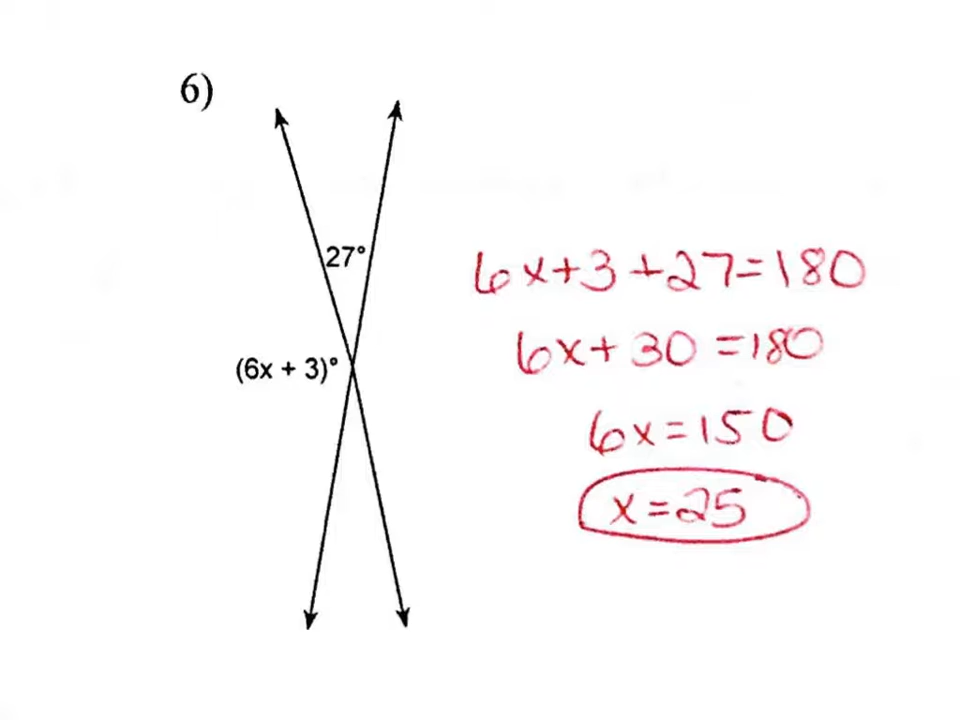 6)
27°
6x+3+27=180
(6x + 3)°
6x+30=180
6x=150
x=25